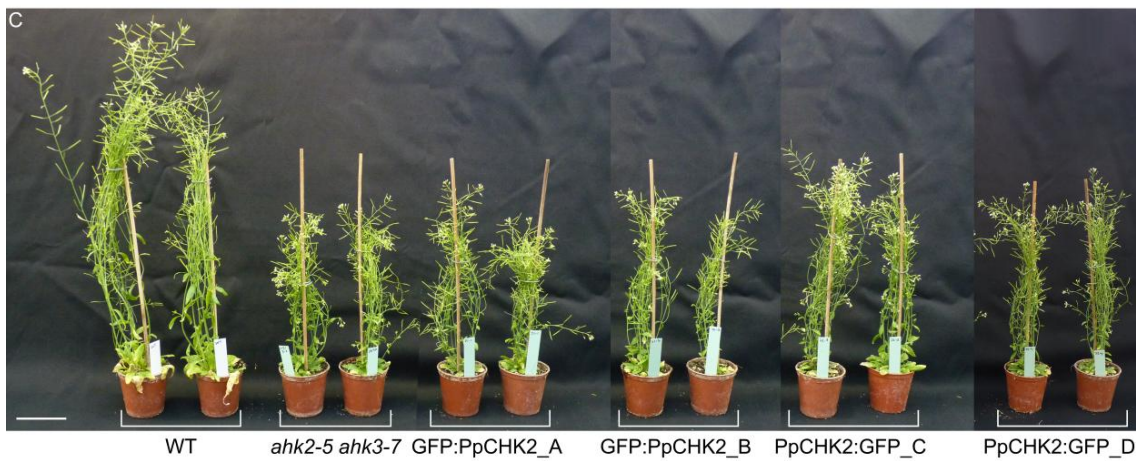 C
WT
ahk2-5 ahk3-7
GFP:PpCHK2_A
GFP:PpCHK2_B
PpCHK2:GFP_C
PpCHK2:GFP_D